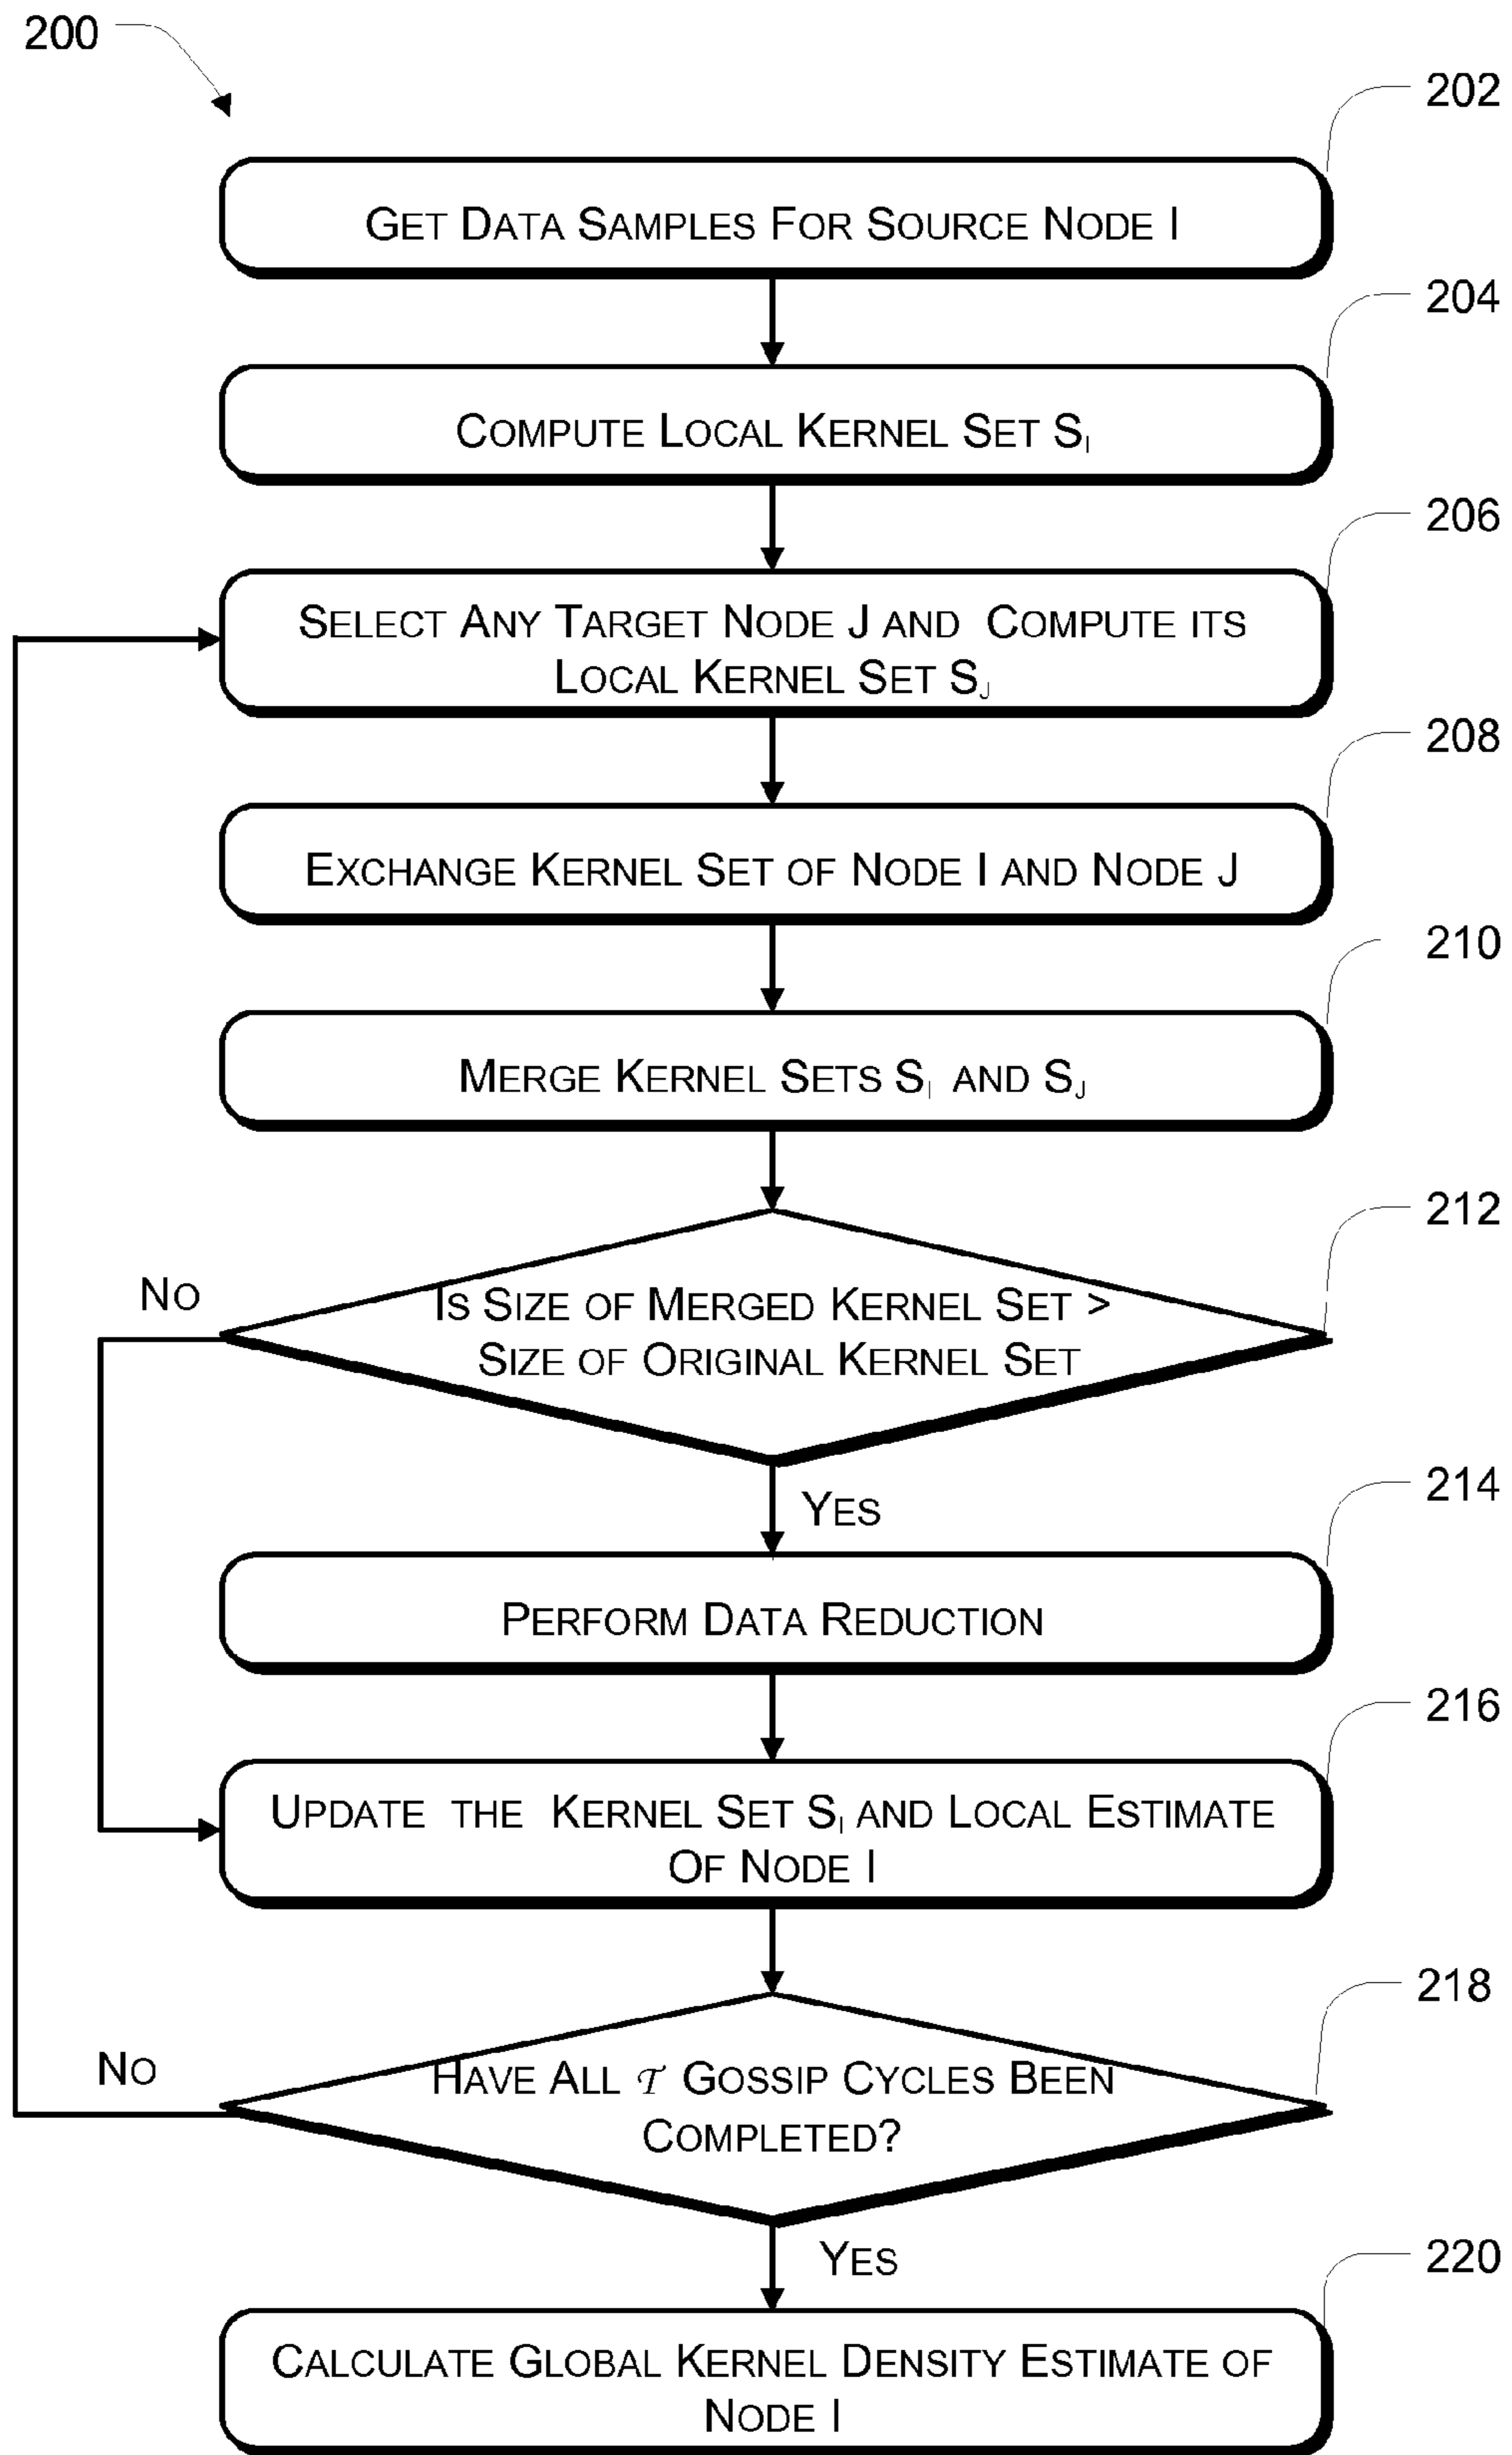 200
202
GET DATA SAMPLES FOR SOURCE NODE I
204
COMPUTE LOCAL KERNEL SET SI
206
SELECT ANY TARGET NODE J AND COMPUTE ITS
LOCAL KERNEL SET SJ
208
EXCHANGE KERNEL SET OF NODE I AND NODE J
210
MERGE KERNEL SETS SI AND SJ
212
NO
IS SIZE OF MERGED KERNEL SET >
SIZE OF ORIGINAL KERNEL SET
214
YES
PERFORM DATA REDUCTION
216
UPDATE THE KERNEL SET SI AND LOCAL ESTIMATE
OF NODE I
218
NO
HAVE ALL 𝒯 GOSSIP CYCLES BEEN
COMPLETED?
YES
220
CALCULATE GLOBAL KERNEL DENSITY ESTIMATE OF
NODE I